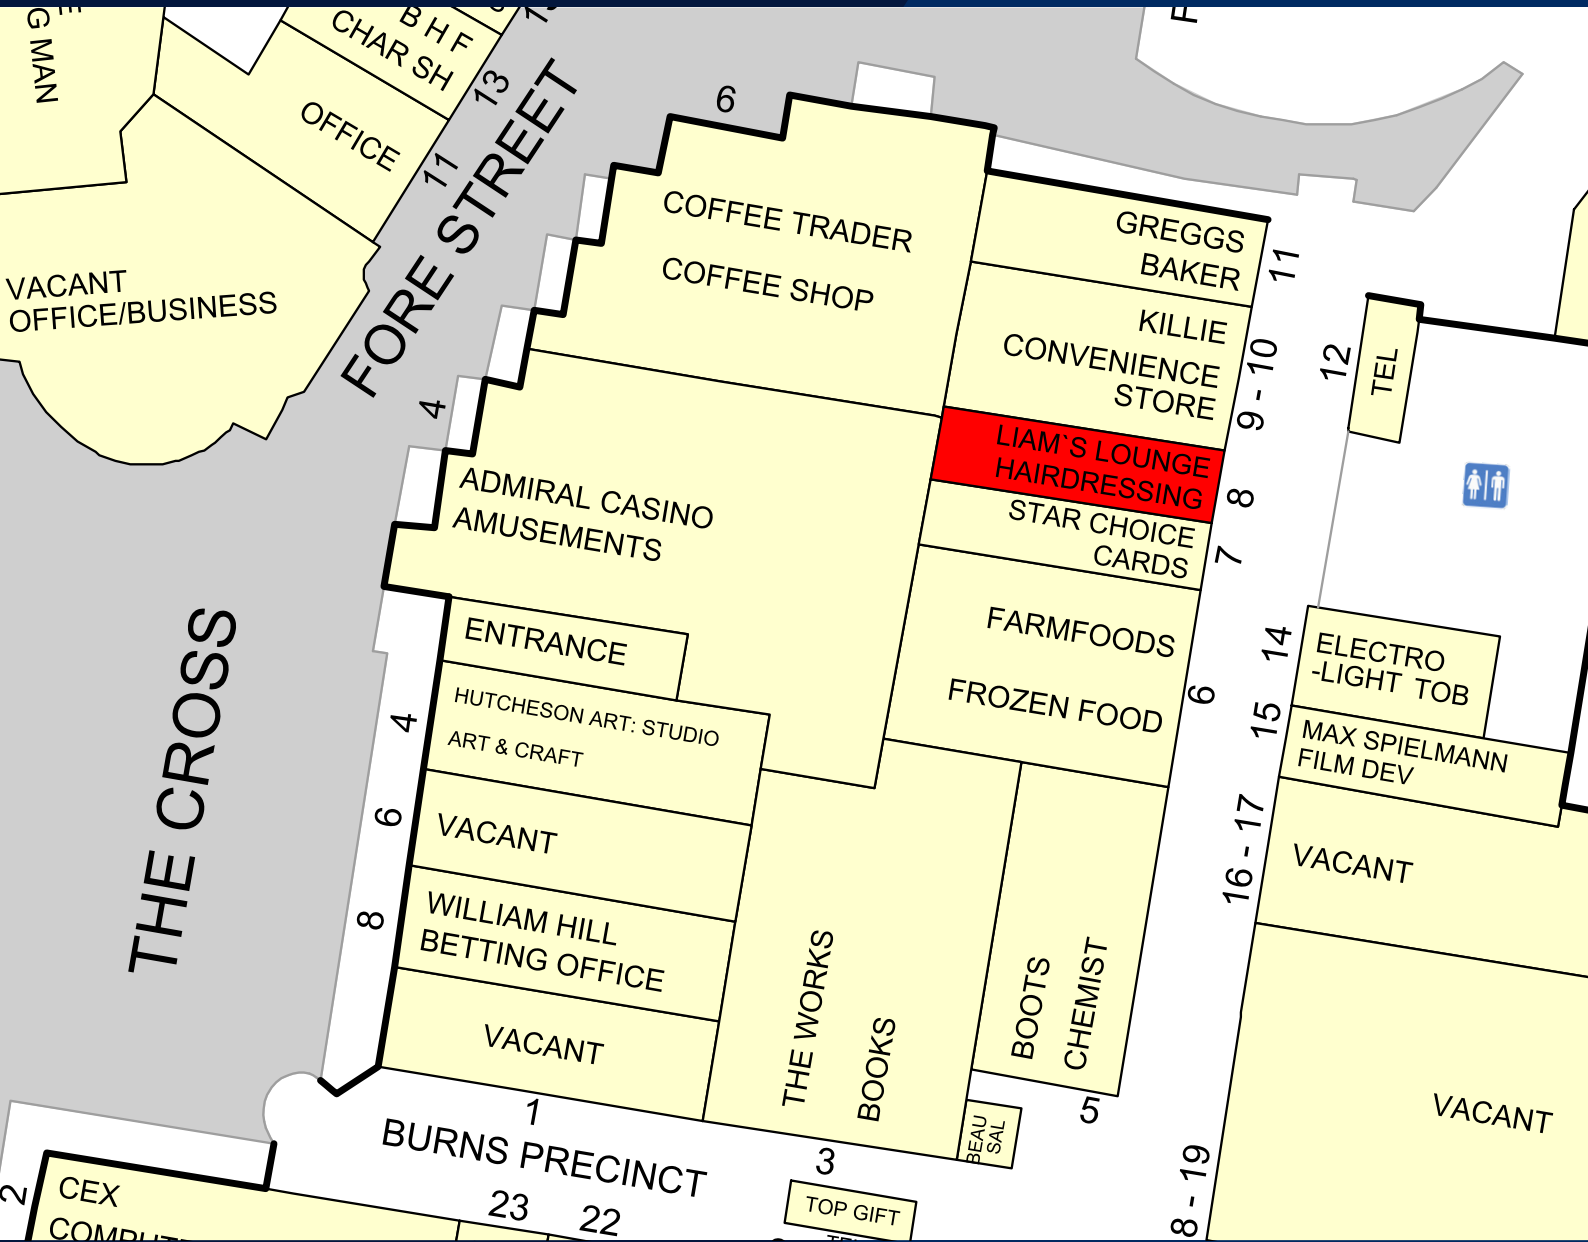 G MAN
B H F
CHAR SH
13
OFFICE
11
FORE STREET
VACANT
OFFICE/BUSINESS
6
COFFEE TRADER
COFFEE SHOP
GREGGS
BAKER
11
KILLIE
CONVENIENCE
STORE
9 - 10
12
TEL
LIAM`S LOUNGE
HAIRDRESSING
8
STAR CHOICE
CARDS
7
4
ADMIRAL CASINO
AMUSEMENTS
FARMFOODS
FROZEN FOOD
6
ENTRANCE
HUTCHESON ART: STUDIO
ART & CRAFT
4
14
ELECTRO
-LIGHT TOB
15
MAX SPIELMANN
FILM DEV
THE CROSS
6
VACANT
16 - 17
VACANT
8
WILLIAM HILL
BETTING OFFICE
VACANT
THE WORKS
BOOKS
BOOTS
CHEMIST
5
BEAU
SAL
VACANT
1
BURNS PRECINCT
3
8 - 19
2
CEX
23
22
TOP GIFT